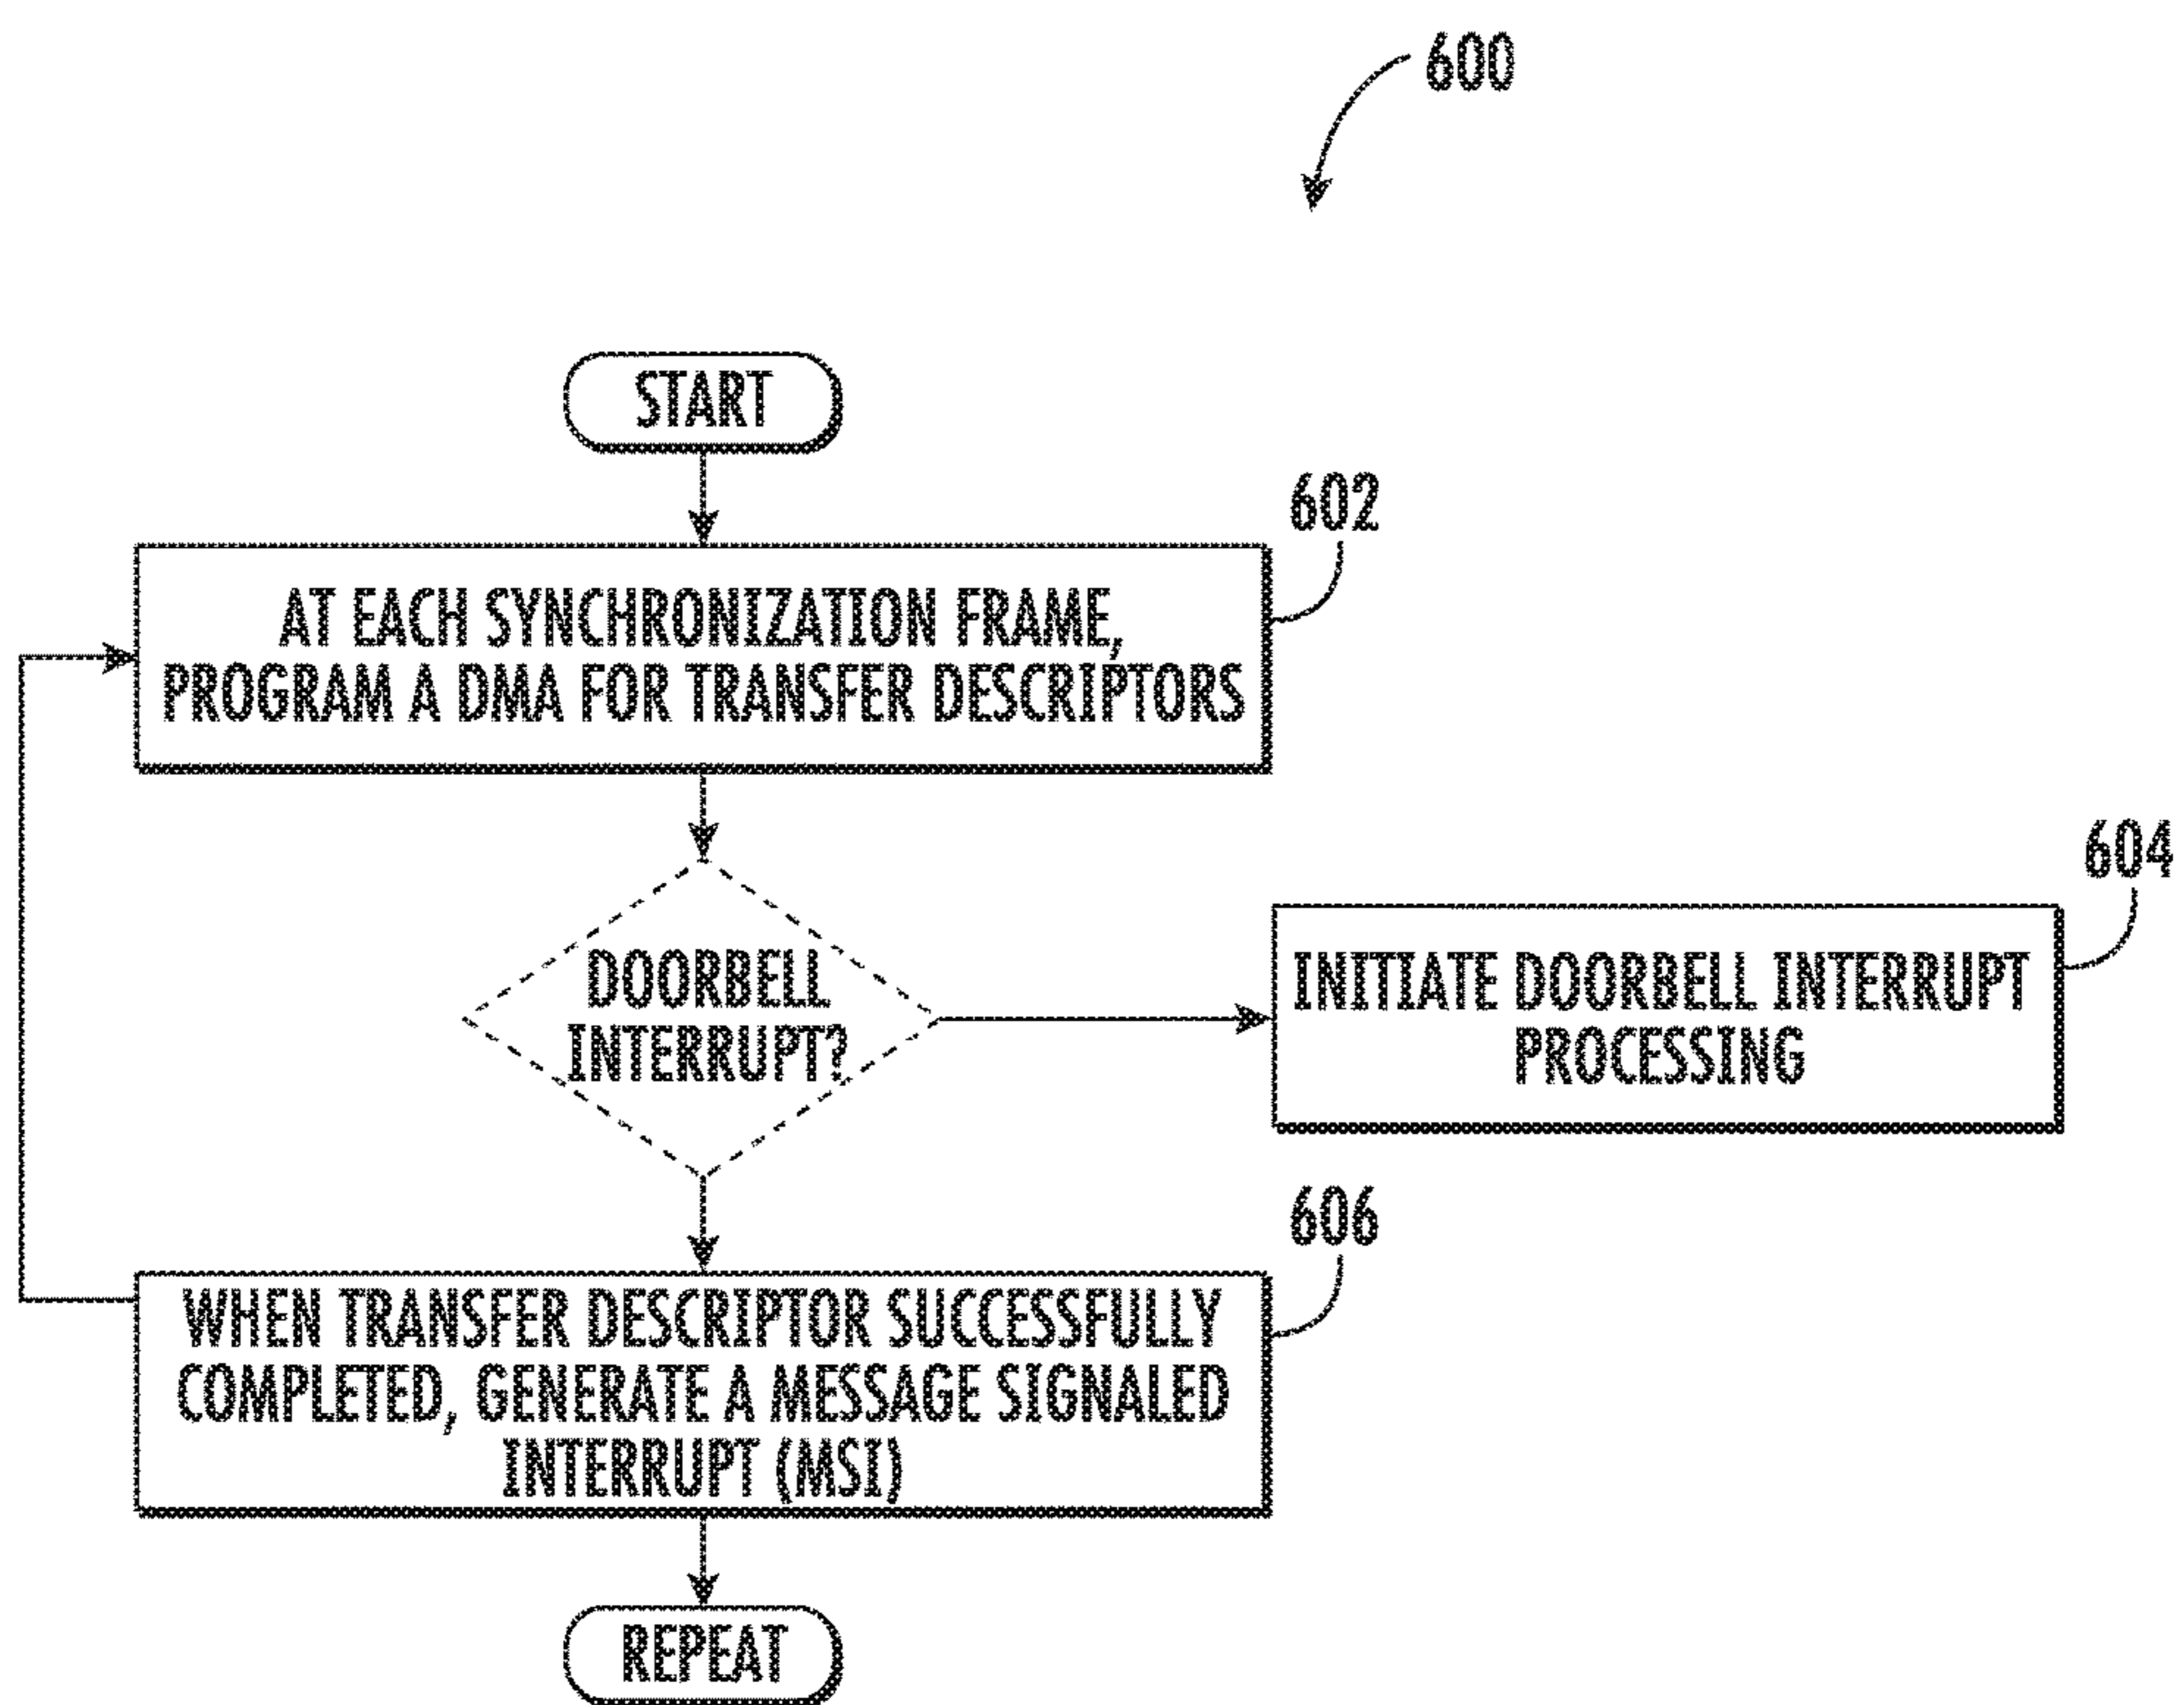 600
START
602
AT EACH SYNCHRONIZATION FRAME,
PROGRAM A DMA FOR TRANSFER DESCRIPTORS
604
DOORBELL
INTERRUPT?
INITIATE DOORBELL INTERRUPT
PROCESSING
606
WHEN TRANSFER DESCRIPTOR SUCCESSFULLY
COMPLETED, GENERATE A MESSAGE SIGNALED
INTERRUPT (MSI)
REPEAT